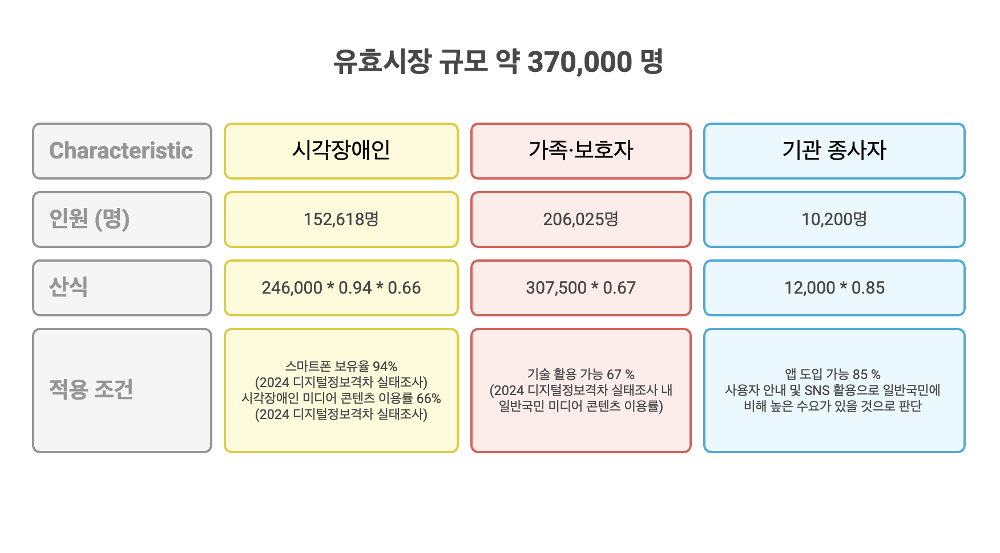 유효시장 규모 약 370,000 명
Characteristic
시각장애인
가족·보호자
기관 종사자
인원 (명)
152,618명
206,025명
10,200명
산식
246,000 * 0.94 * 0.66
307,500 * 0.67
12,000 * 0.85
적용 조건
스마트폰 보유율 94%
(2024 디지털정보격차 실태조사)
시각장애인 미디어 콘텐츠 이용률 66%
(2024 디지털정보격차 실태조사)
기술 활용 가능 67 %
(2024 디지털정보격차 실태조사 내
일반국민 미디어 콘텐츠 이용률)
앱 도입 가능 85 %
사용자 안내 및 SNS 활용으로 일반국민에
비해 높은 수요가 있을 것으로 판단